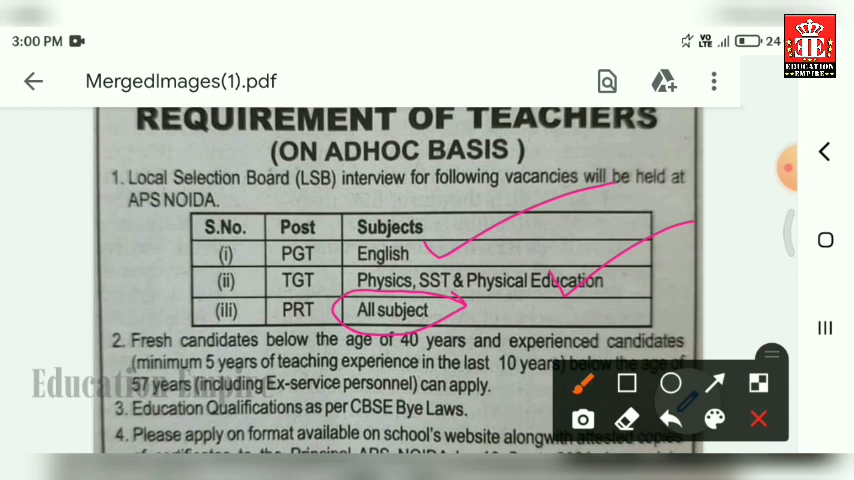 3:00 PM
VO
LTE
24
EDUCATION
EMPIRE
MergedImages(1).pdf
REQUIREMENT OF TEACHERS
(ON ADHOC BASIS )
1. Local Selection Board (LSB) interview for following vacancies will be held at
APS NOIDA.
S.No. Post Subjects
(i) PGT English
(ii) TGT Physics, SST & Physical Education
(iii) PRT All subject
2. Fresh candidates below the age of 40 years and experienced candidates
(minimum 5 years of teaching experience in the last 10 years) below the age of
57 years (including Ex-service personnel) can apply.
Education Empire
3. Education Qualifications as per CBSE Bye Laws.
4. Please apply on format available on school's website alongwith attested copies